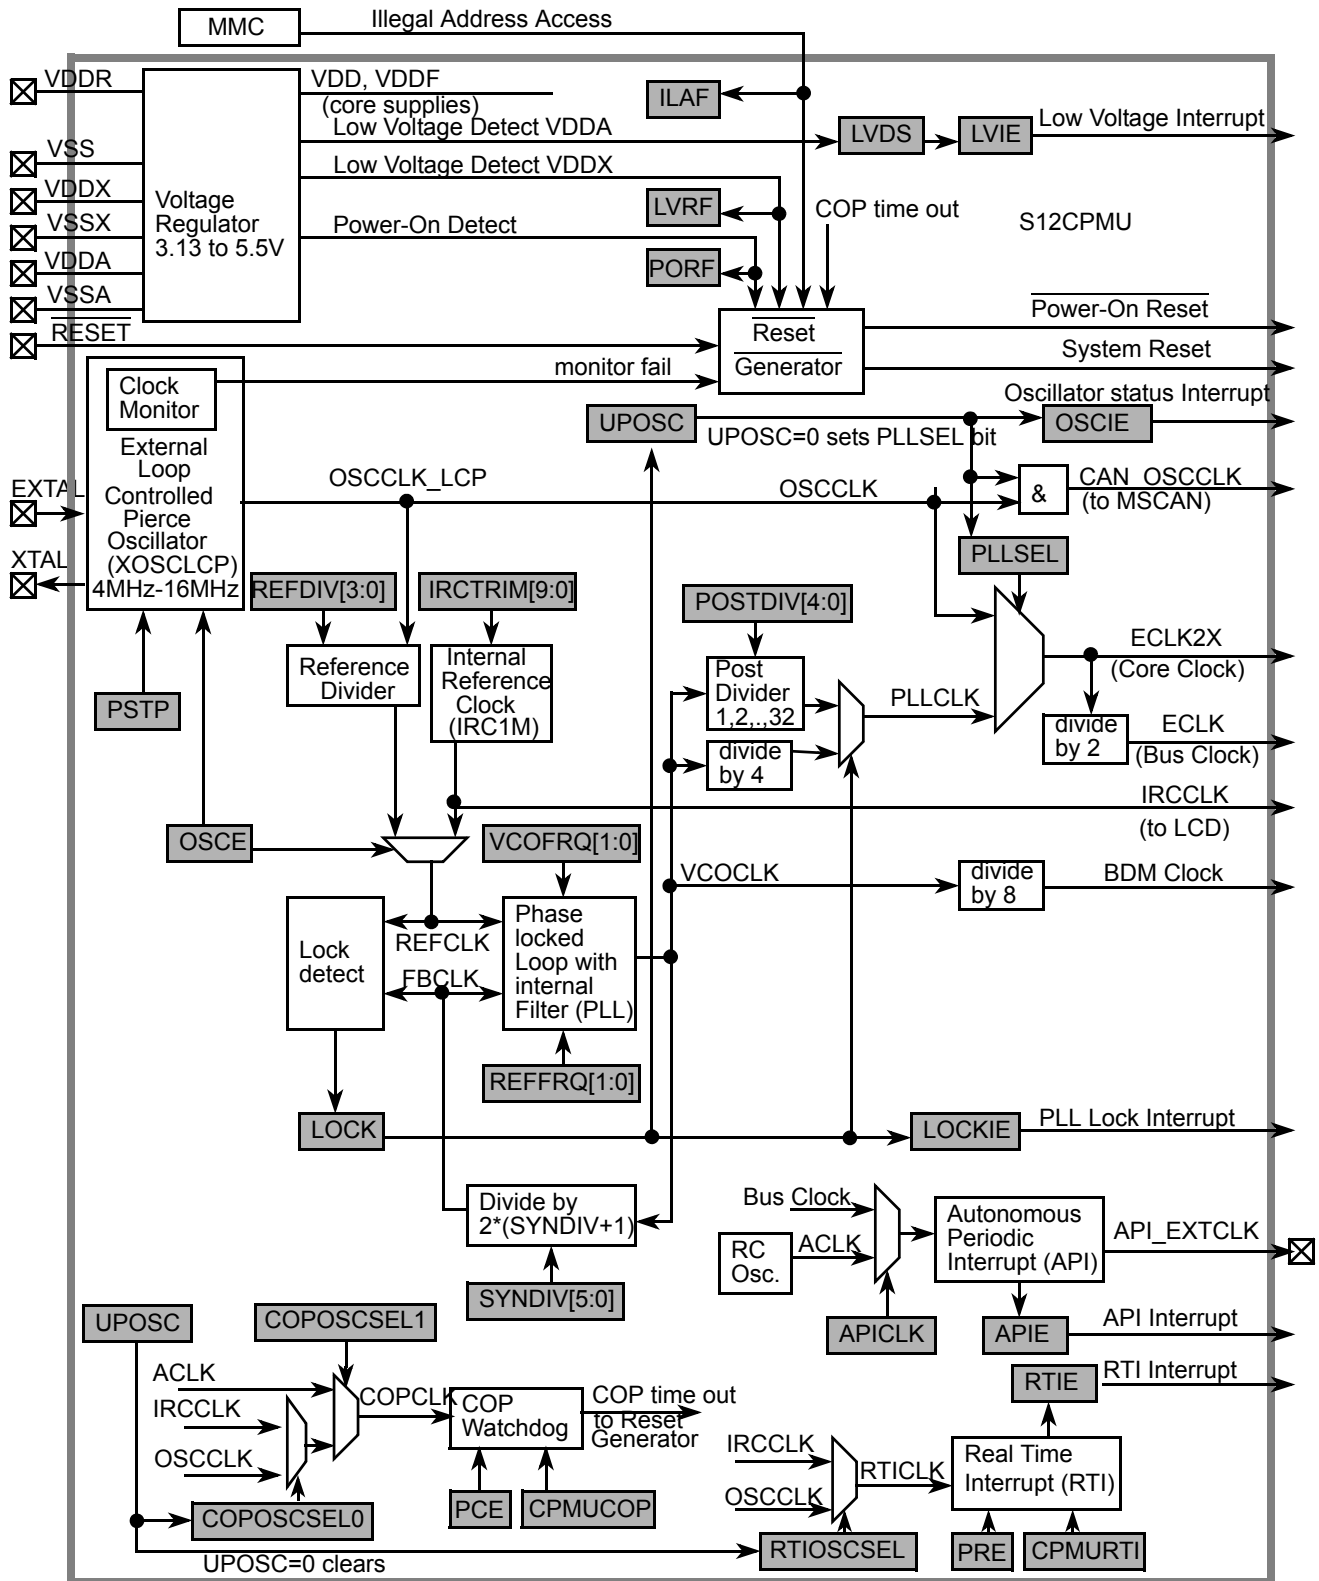 MMC
Illegal Address Access
VDDR
VDD, VDDF
(core supplies)
ILAF
Low Voltage Detect VDDA
LVDS
LVIE
Low Voltage Interrupt
VSS
Low Voltage Detect VDDX
VDDX
Voltage
Regulator
3.13 to 5.5V
LVRF
COP time out
S12CPMU
VSSX
Power-On Detect
VDDA
PORF
VSSA
RESET
Reset
Generator
Power-On Reset
System Reset
monitor fail
Clock
Monitor
Oscillator status Interrupt
UPOSC
OSCIE
UPOSC=0 sets PLLSEL bit
External
Loop
Controlled
Pierce
Oscillator
(XOSCLCP)
4MHz-16MHz
EXTAL
XTAL
OSCCLK_LCP
OSCCLK
&
CAN_OSCCLK
(to MSCAN)
PLLSEL
REFDIV[3:0]
IRCTRIM[9:0]
POSTDIV[4:0]
Reference
Divider
Internal
Reference
Clock
(IRC1M)
Post
Divider
1,2,.,32
ECLK2X
(Core Clock)
PSTP
PLLCLK
divide
by 4
divide
by 2
ECLK
(Bus Clock)
IRCCLK
(to LCD)
OSCE
VCOFRQ[1:0]
VCOCLK
divide
by 8
BDM Clock
Lock
detect
REFCLK
FBCLK
Phase
locked
Loop with
internal
Filter (PLL)
REFFRQ[1:0]
LOCK
LOCKIE
PLL Lock Interrupt
Divide by
2*(SYNDIV+1)
SYNDIV[5:0]
Bus Clock
RC
Osc.
ACLK
Autonomous
Periodic
Interrupt (API)
API_EXTCLK
APICLK
APIE
API Interrupt
UPOSC
COPOSCSEL1
RTIE
RTI Interrupt
ACLK
IRCCLK
OSCCLK
COPCLK
COP
Watchdog
COP time out
to Reset
Generator
COPOSCSEL0
PCE
CPMUCOP
IRCCLK
OSCCLK
RTICLK
Real Time
Interrupt (RTI)
UPOSC=0 clears
RTIOSCSEL
PRE
CPMURTI